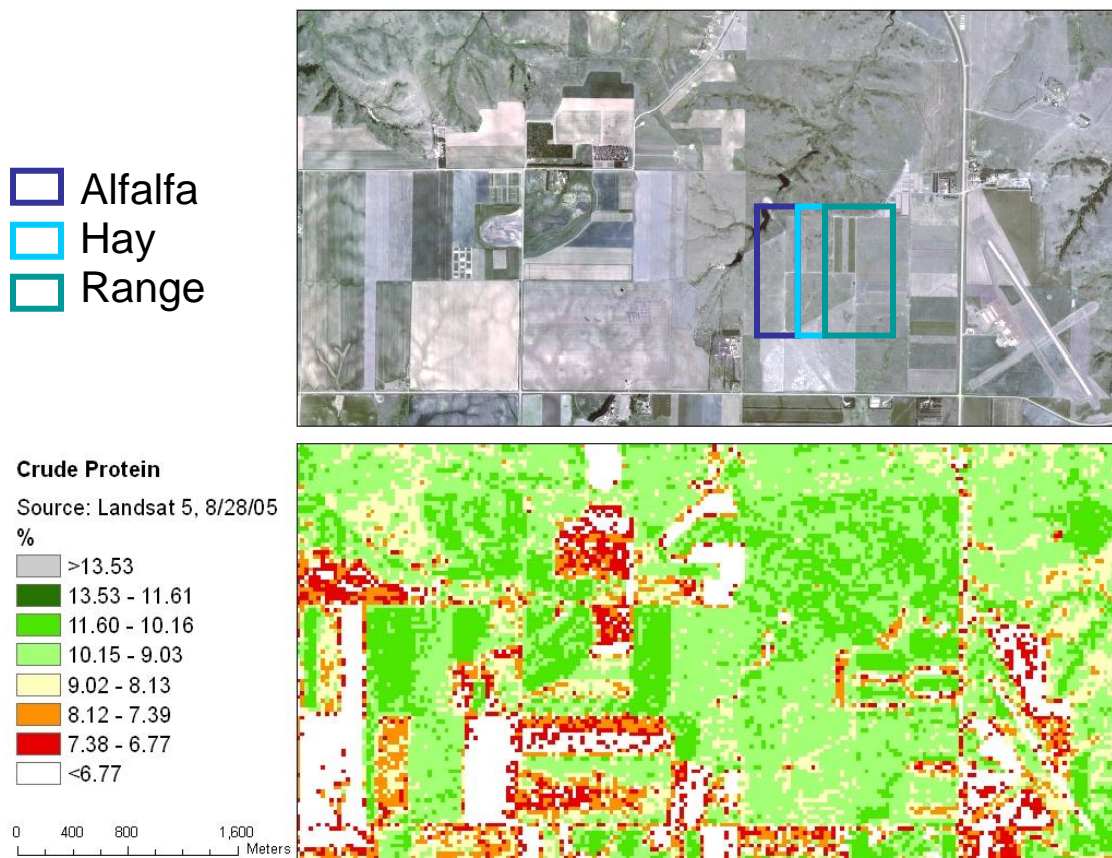 Alfalfa
Hay
Range
Crude Protein
Source: Landsat 5, 8/28/05
%
>13.53
13.53 - 11.61
11.60 - 10.16
10.15 - 9.03
9.02 - 8.13
8.12 - 7.39
7.38 - 6.77
<6.77
0 400 800 1,600
Meters